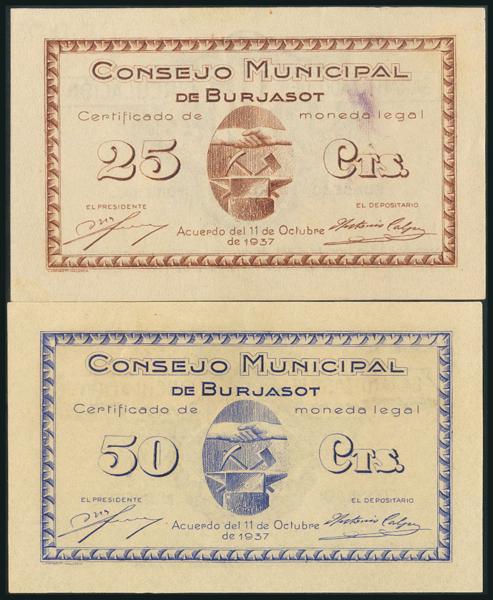 CONSEJO MUNICIPAL
DE BURJASOT
Certificado de moneda legal
25 Cts.
EL PRESIDENTE
EL DEPOSITARIO
Acuerdo del 11 de Octubre
de 1937
CONSEJO MUNICIPAL
DE BURJASOT
Certificado de moneda legal
50 Cts.
EL PRESIDENTE
EL DEPOSITARIO
Acuerdo del 11 de Octubre
de 1937